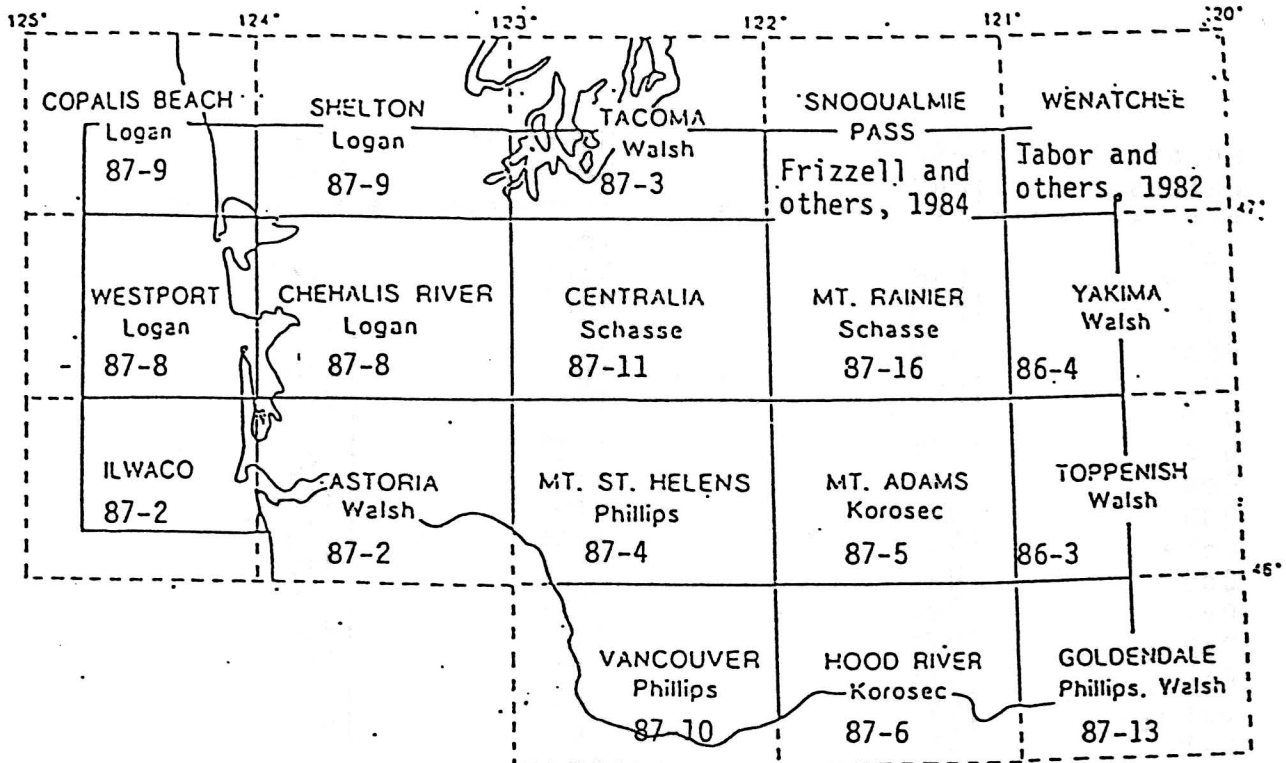 125° 124° 123° 122° 121° 120°
COPALIS BEACH
Logan
87-9
SHELTON
Logan
87-9
TACOMA
Walsh
87-3
SNOQUALMIE
PASS
Frizzell and
others, 1984
WENATCHEE
Tabor and
others, 1982
47°
WESTPORT
Logan
87-8
CHEHALIS RIVER
Logan
87-8
CENTRALIA
Schasse
87-11
MT. RAINIER
Schasse
87-16
YAKIMA
Walsh
86-4
ILWACO
87-2
ASTORIA
Walsh
87-2
MT. ST. HELENS
Phillips
87-4
MT. ADAMS
Korosec
87-5
TOPPENISH
Walsh
86-3
46°
VANCOUVER
Phillips
87-10
HOOD RIVER
Korosec
87-6
GOLDENDALE
Phillips, Walsh
87-13